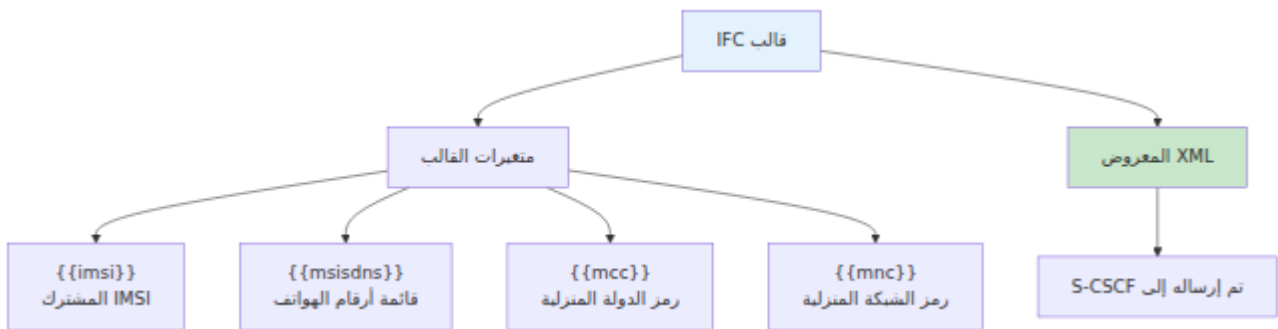 قالب IFC
متغيرات القالب
XML المعروض
{{imsi}}
IMSI المشترك
{{msisdns}}
قائمة أرقام الهواتف
{{mcc}}
رمز الدولة المنزلية
{{mnc}}
رمز الشبكة المنزلية
تم إرساله إلى S-CSCF